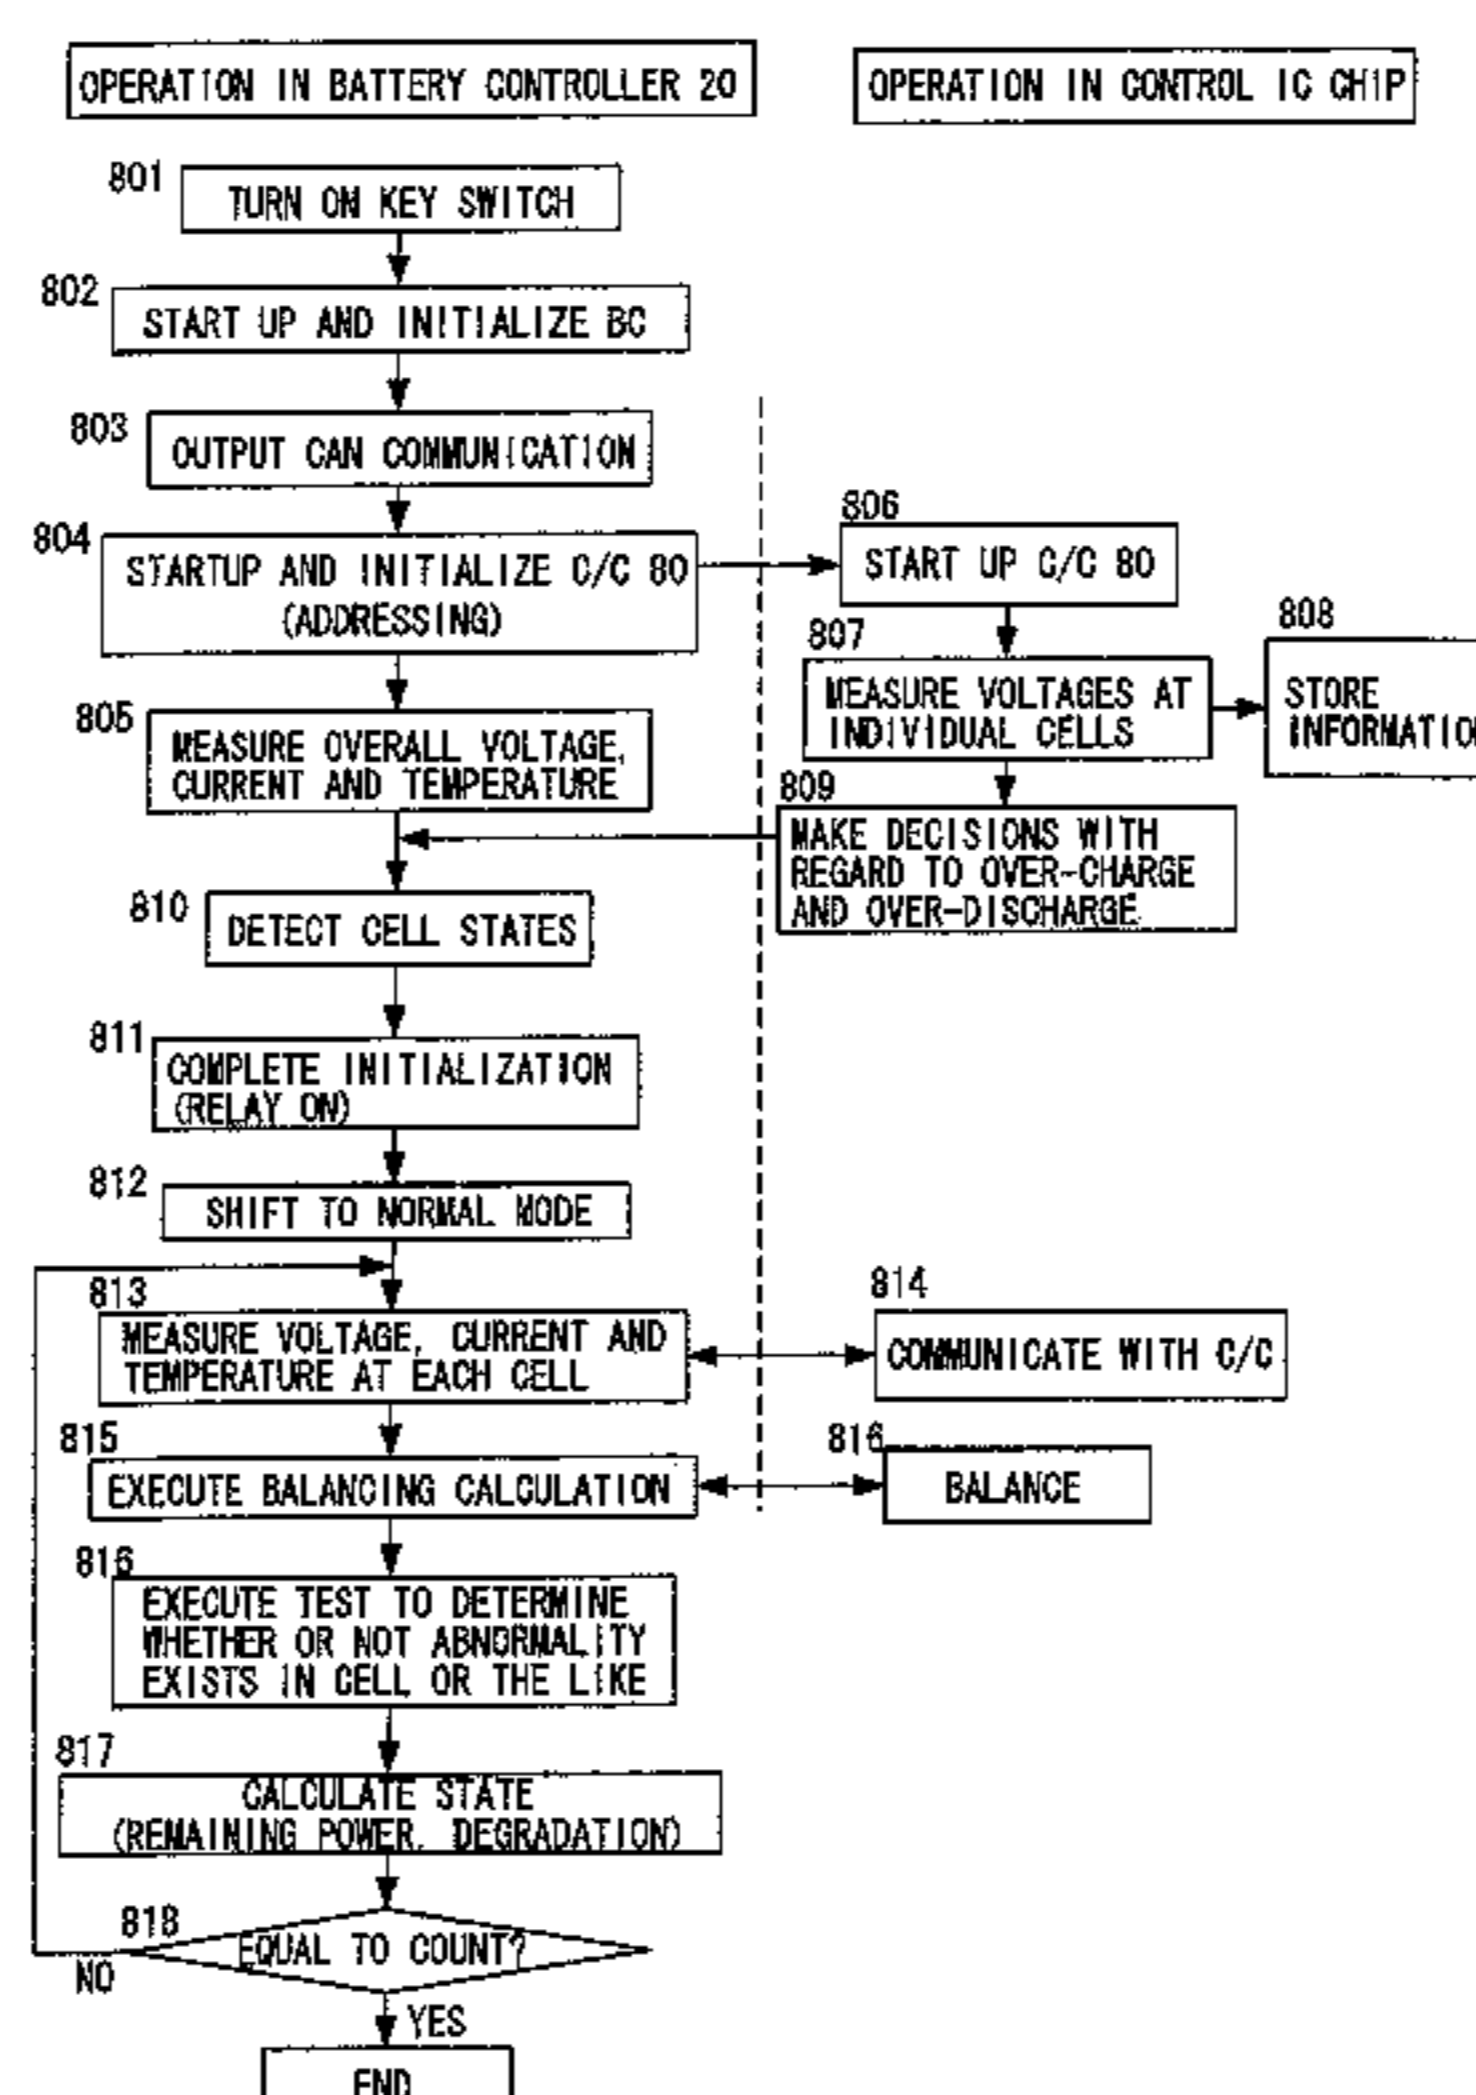 OPERATION IN BATTERY CONTROLLER 20
OPERATION IN CONTROL IC CHIP
801
TURN ON KEY SWITCH
802
START UP AND INITIALIZE BC
803
OUTPUT CAN COMMUNICATION
804
STARTUP AND INITIALIZE C/C 80
(ADDRESSING)
806
START UP C/C 80
807
MEASURE VOLTAGES AT
INDIVIDUAL CELLS
808
STORE
INFORMATIO
805
MEASURE OVERALL VOLTAGE,
CURRENT AND TEMPERATURE
809
MAKE DECISIONS WITH
REGARD TO OVER-CHARGE
AND OVER-DISCHARGE
810
DETECT CELL STATES
811
COMPLETE INITIALIZATION
(RELAY ON)
812
SHIFT TO NORMAL MODE
813
MEASURE VOLTAGE, CURRENT AND
TEMPERATURE AT EACH CELL
814
COMMUNICATE WITH C/C
815
EXECUTE BALANCING CALCULATION
816
BALANCE
816
EXECUTE TEST TO DETERMINE
WHETHER OR NOT ABNORMALITY
EXISTS IN CELL OR THE LIKE
817
CALCULATE STATE
(REMAINING POWER, DEGRADATION)
818
EQUAL TO COUNT?
NO
YES
END